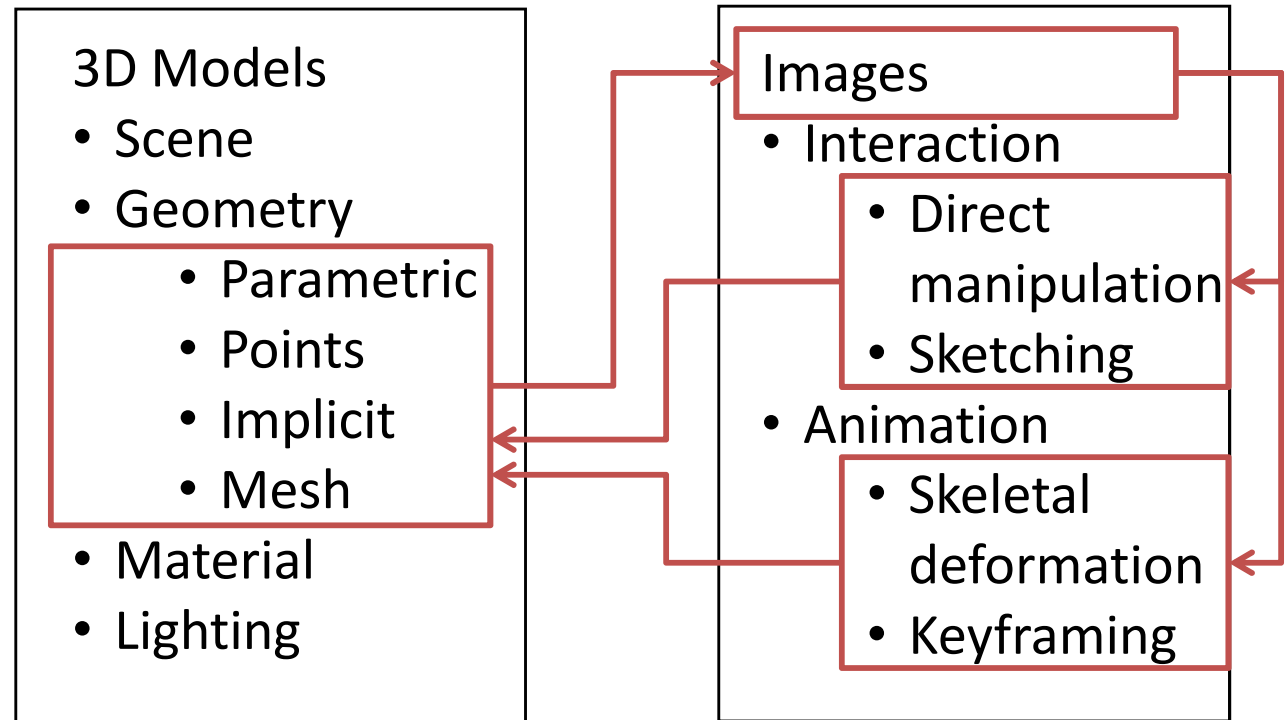 3D Models
• Scene
• Geometry
• Parametric
• Points
• Implicit
• Mesh
• Material
• Lighting
Images
• Interaction
• Direct
manipulation
• Sketching
• Animation
• Skeletal
deformation
• Keyframing